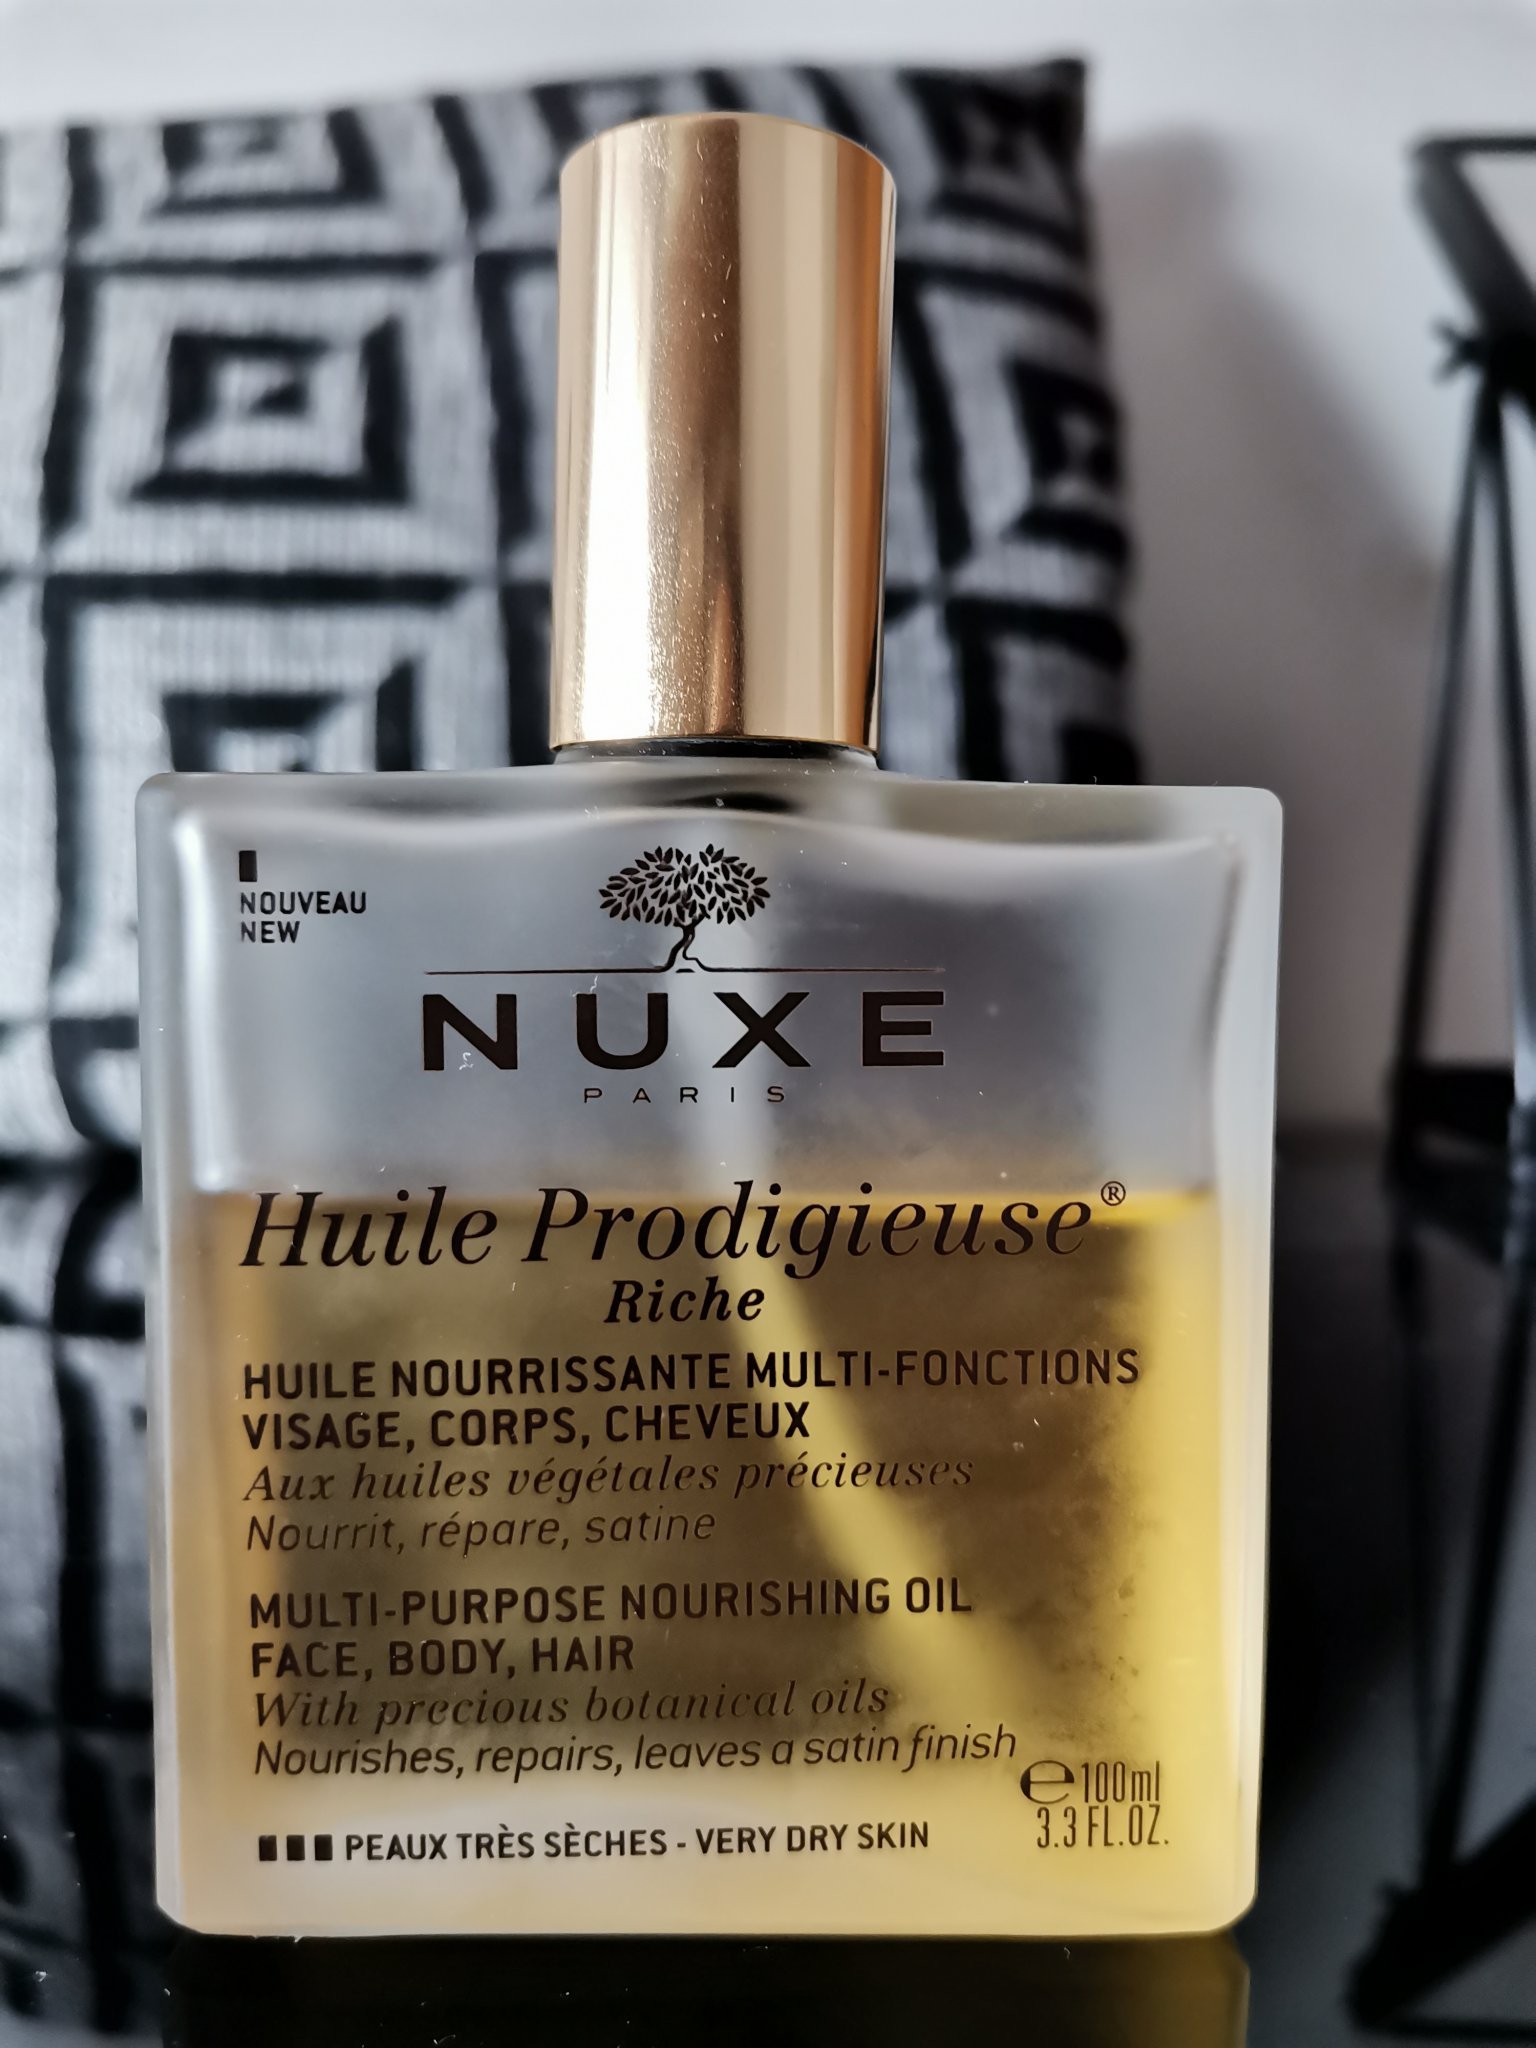 NOUVEAU
NEW
NUXE
PARIS
Huile Prodigieuse®
Riche
HUILE NOURRISSANTE MULTI-FONCTIONS
VISAGE, CORPS, CHEVEUX
Aux huiles végétales précieuses
Nourrit, répare, satine
MULTI-PURPOSE NOURISHING OIL
FACE, BODY, HAIR
With precious botanical oils
Nourishes, repairs, leaves a satin finish
℮100ml
3.3 FL.OZ.
PEAUX TRÈS SÈCHES - VERY DRY SKIN